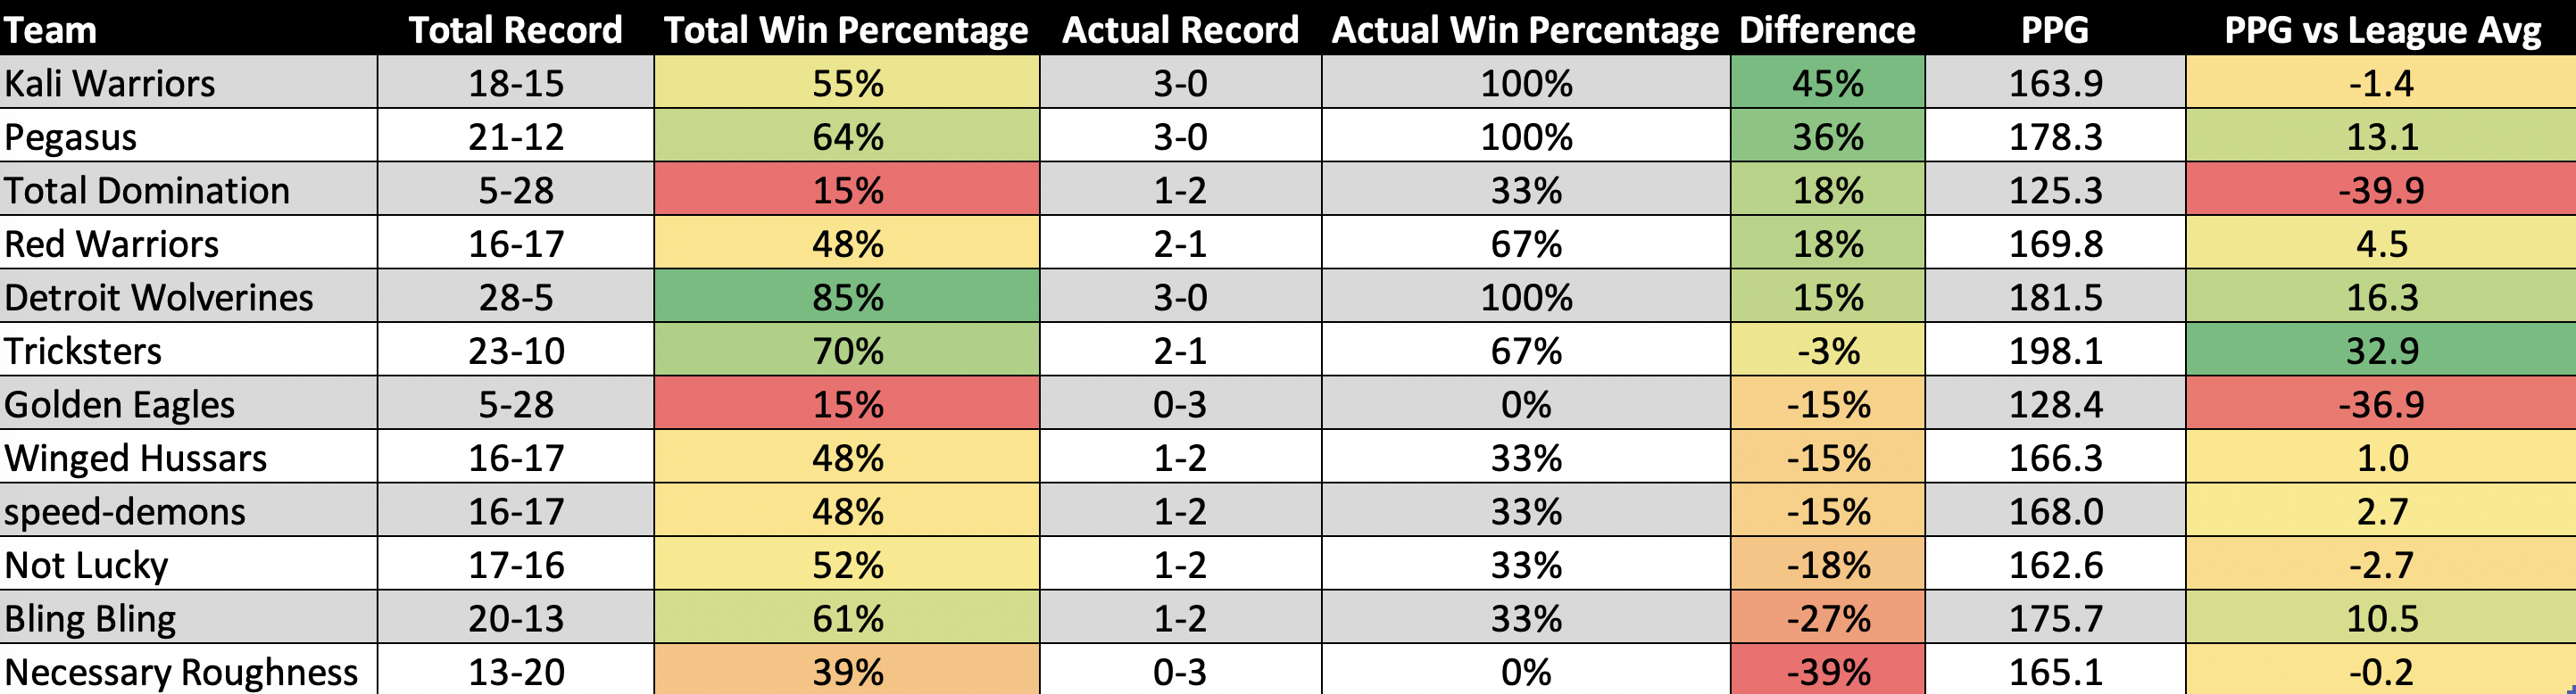 Team Total Record Total Win Percentage Actual Record Actual Win Percentage Difference PPG PPG vs League Avg
Kali Warriors 18-15 55% 3-0 100% 45% 163.9 -1.4
Pegasus 21-12 64% 3-0 100% 36% 178.3 13.1
Total Domination 5-28 15% 1-2 33% 18% 125.3 -39.9
Red Warriors 16-17 48% 2-1 67% 18% 169.8 4.5
Detroit Wolverines 28-5 85% 3-0 100% 15% 181.5 16.3
Tricksters 23-10 70% 2-1 67% -3% 198.1 32.9
Golden Eagles 5-28 15% 0-3 0% -15% 128.4 -36.9
Winged Hussars 16-17 48% 1-2 33% -15% 166.3 1.0
speed-demons 16-17 48% 1-2 33% -15% 168.0 2.7
Not Lucky 17-16 52% 1-2 33% -18% 162.6 -2.7
Bling Bling 20-13 61% 1-2 33% -27% 175.7 10.5
Necessary Roughness 13-20 39% 0-3 0% -39% 165.1 -0.2